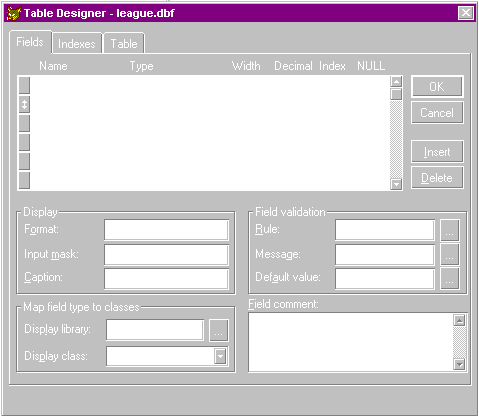 Table Designer - league.dbf
Fields Indexes Table
Name Type Width Decimal Index NULL
OK
Cancel
Insert
Delete
Display
Format:
Input mask:
Caption:
Field validation
Rule: ...
Message: ...
Default value: ...
Map field type to classes
Display library: ...
Display class:
Field comment: